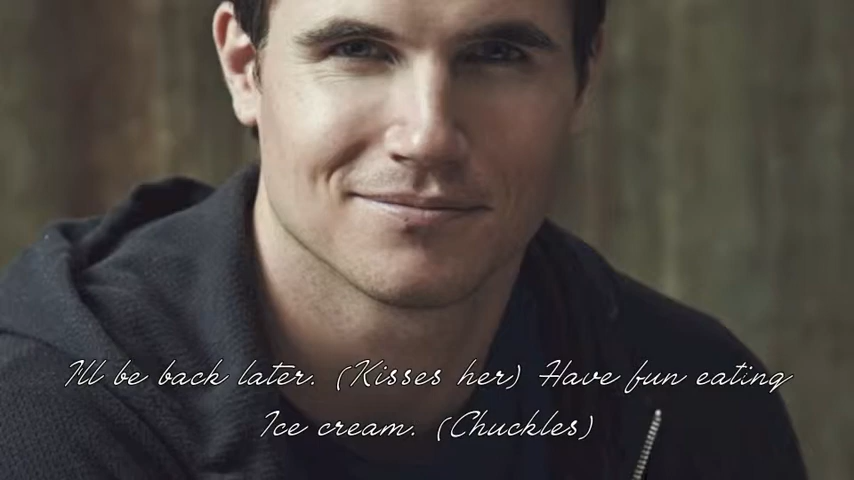 I'll be back later. (Kisses her) Have fun eating
Ice cream. (Chuckles)